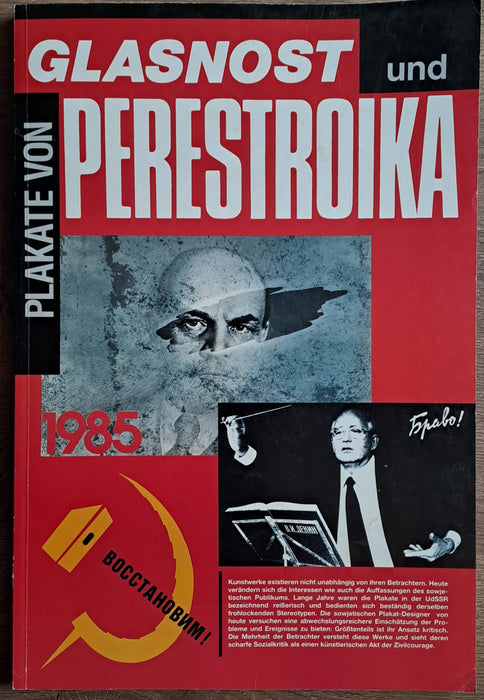 GLASNOST und
PLAKATE VON
PERESTROIKA
1985
Браво!
В.И.ЛЕНИН
ВОССТАНОВИМ!
Kunstwerke existieren nicht unabhängig von ihren Betrachtern. Heute
verändern sich die Interessen wie auch die Auffassungen des sowje-
tischen Publikums. Lange Jahre waren die Plakate in der UdSSR
bezeichnend reißerisch und bedienten sich beständig derselben
frohlockenden Stereotypen. Die sowjetischen Plakat-Designer von
heute versuchen eine abwechslungsreichere Einschätzung der Pro-
bleme und Ereignisse zu bieten: Größtenteils ist ihr Ansatz kritisch.
Die Mehrheit der Betrachter versteht diese Werke und sieht deren
scharfe Sozialkritik als einen künstlerischen Akt der Zivilcourage.